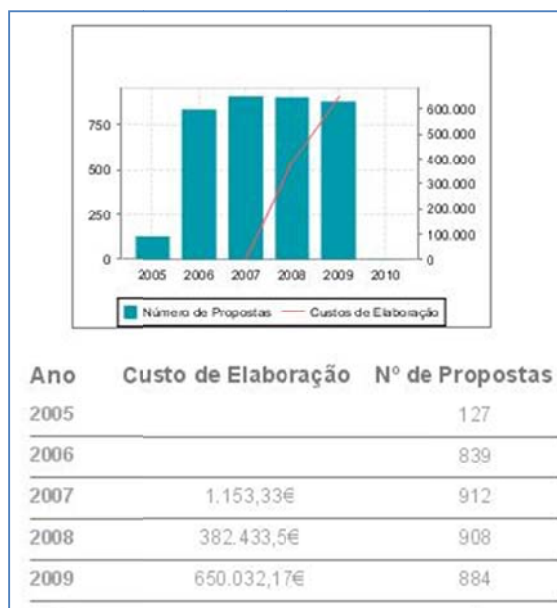 750
500
250
0
600.000
500.000
400.000
300.000
200.000
100.000
0
2005 2006 2007 2008 2009 2010
Número de Propostas Custos de Elaboração
Ano Custo de Elaboração Nº de Propostas
2005 127
2006 839
2007 1.153,33€ 912
2008 382.433,5€ 908
2009 650.032,17€ 884